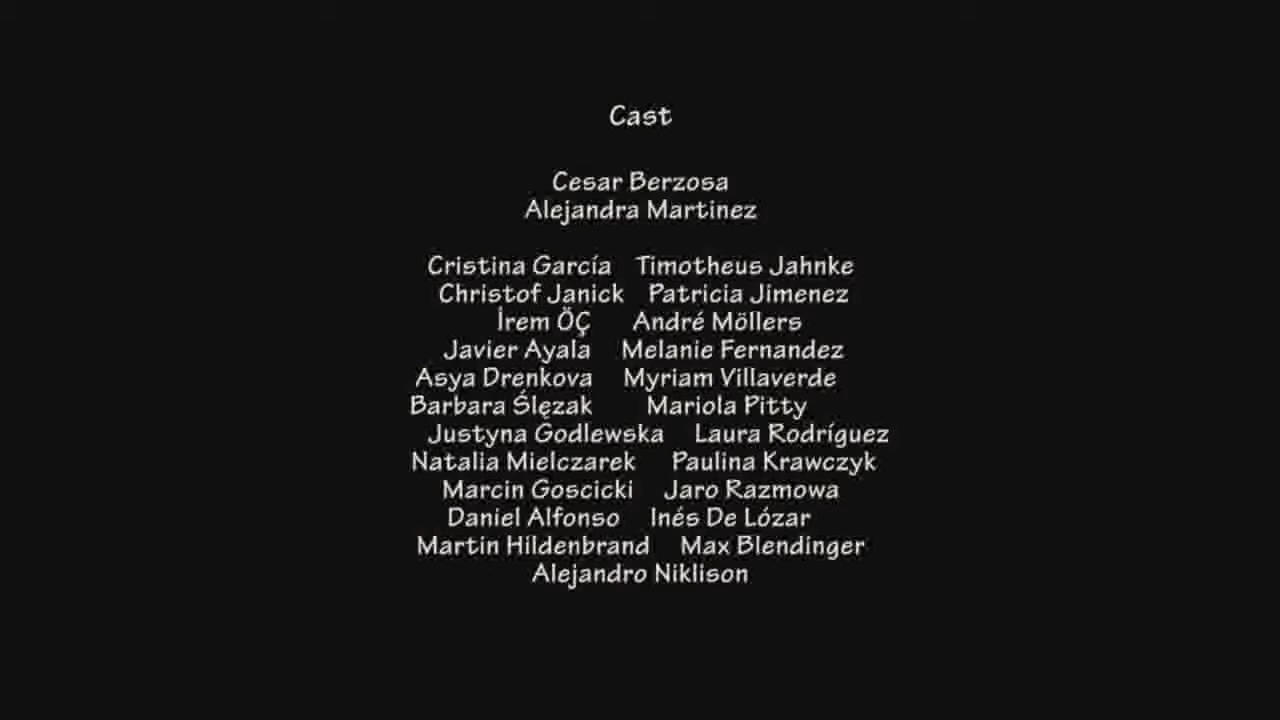 Cast
Cesar Berzosa
Alejandra Martinez
Cristina García Timotheus Jahnke
Christof Janick Patricia Jimenez
İrem ÖÇ André Möllers
Javier Ayala Melanie Fernandez
Asya Drenkova Myriam Villaverde
Barbara Ślęzak Mariola Pitty
Justyna Godlewska Laura Rodríguez
Natalia Mielczarek Paulina Krawczyk
Marcin Goscicki Jaro Razmowa
Daniel Alfonso Inés De Lózar
Martin Hildenbrand Max Blendinger
Alejandro Niklison